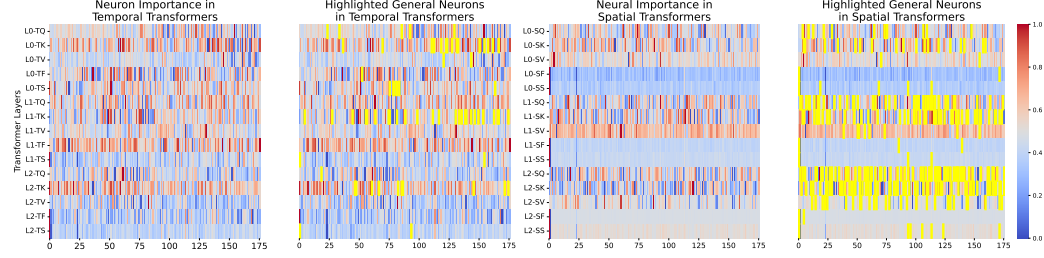 Neuron Importance in
Temporal Transformers
Highlighted General Neurons
in Temporal Transformers
Neural Importance in
Spatial Transformers
Highlighted General Neurons
in Spatial Transformers
Transformer Layers
L0-TQ
L0-TK
L0-TV
L0-TF
L0-TS
L1-TQ
L1-TK
L1-TV
L1-TF
L1-TS
L2-TQ
L2-TK
L2-TV
L2-TF
L2-TS
0 25 50 75 100 125 150 175
0 25 50 75 100 125 150 175
L0-SQ
L0-SK
L0-SV
L0-SF
L0-SS
L1-SQ
L1-SK
L1-SV
L1-SF
L1-SS
L2-SQ
L2-SK
L2-SV
L2-SF
L2-SS
0 25 50 75 100 125 150 175
0 25 50 75 100 125 150 175
1.0
0.8
0.6
0.4
0.2
0.0